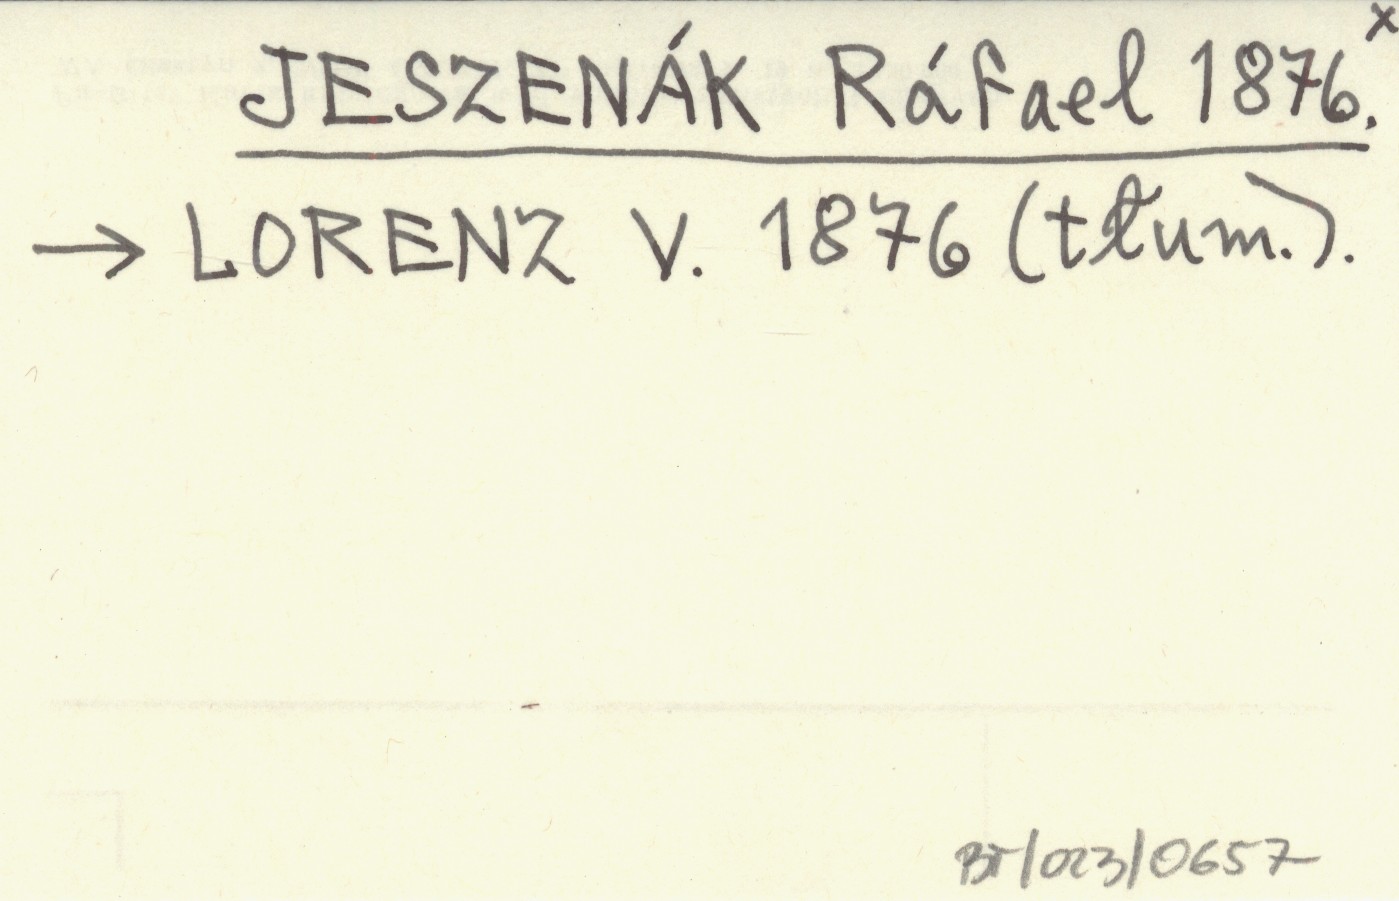 JESZENÁK Ráfael 1876.x
→ LORENZ V. 1876 (tłum.).
BT/023/0657